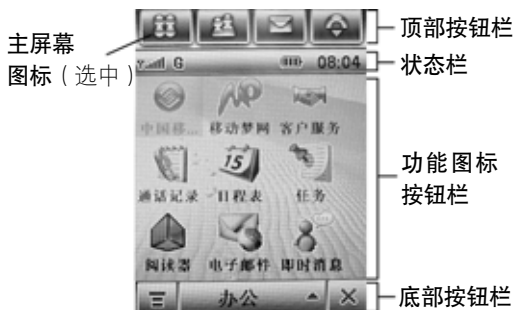 主屏幕
图标（选中）
顶部按钮栏
状态栏
功能图标
按钮栏
底部按钮栏
G 08:04
中国移... 移动梦网 客户服务
15
通话记录 日程表 任务
阅读器 电子邮件 即时消息
办公